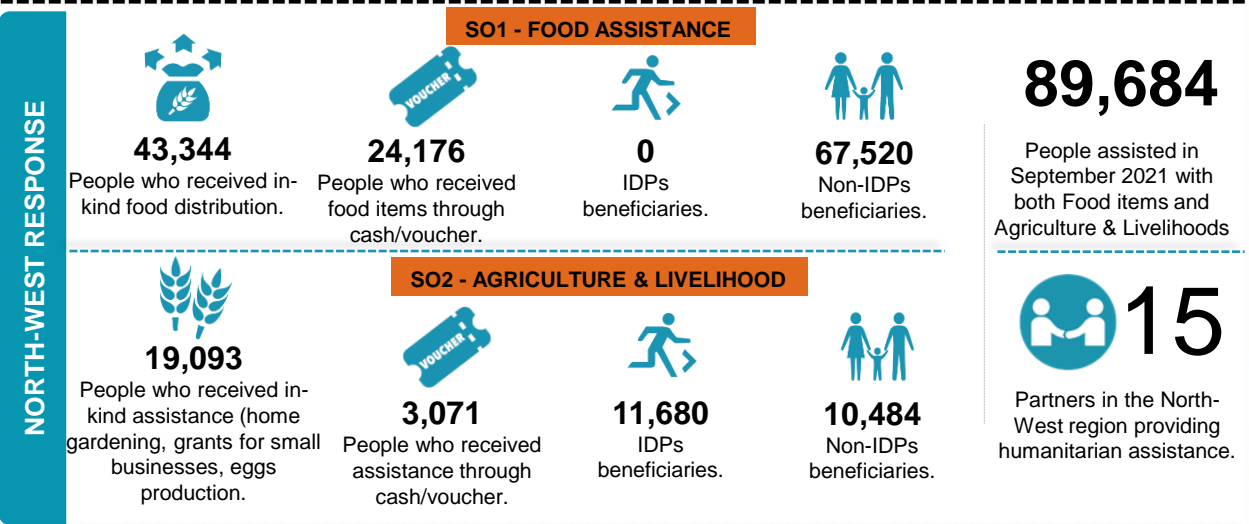 NORTH-WEST RESPONSE
SO1 - FOOD ASSISTANCE
43,344
People who received in-
kind food distribution.
VOUCHER
24,176
People who received
food items through
cash/voucher.
0
IDPs
beneficiaries.
67,520
Non-IDPs
beneficiaries.
89,684
People assisted in
September 2021 with
both Food items and
Agriculture & Livelihoods
SO2 - AGRICULTURE & LIVELIHOOD
19,093
People who received in-
kind assistance (home
gardening, grants for small
businesses, eggs
production.
VOUCHER
3,071
People who received
assistance through
cash/voucher.
11,680
IDPs
beneficiaries.
10,484
Non-IDPs
beneficiaries.
15
Partners in the North-
West region providing
humanitarian assistance.